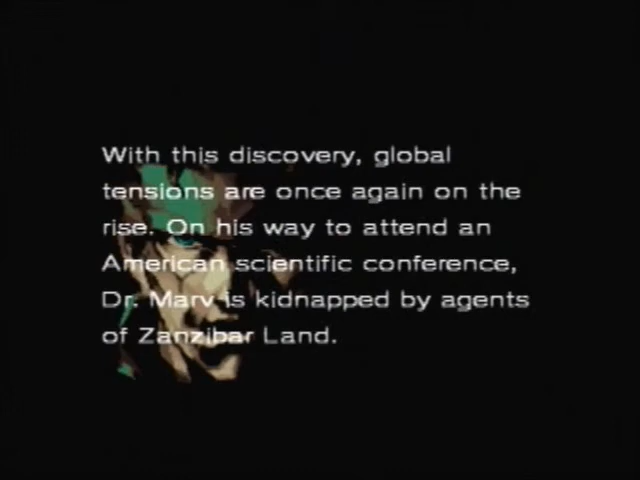 With this discovery, global
tensions are once again on the
rise. On his way to attend an
American scientific conference,
Dr. Marv is kidnapped by agents
of Zanzibar Land.